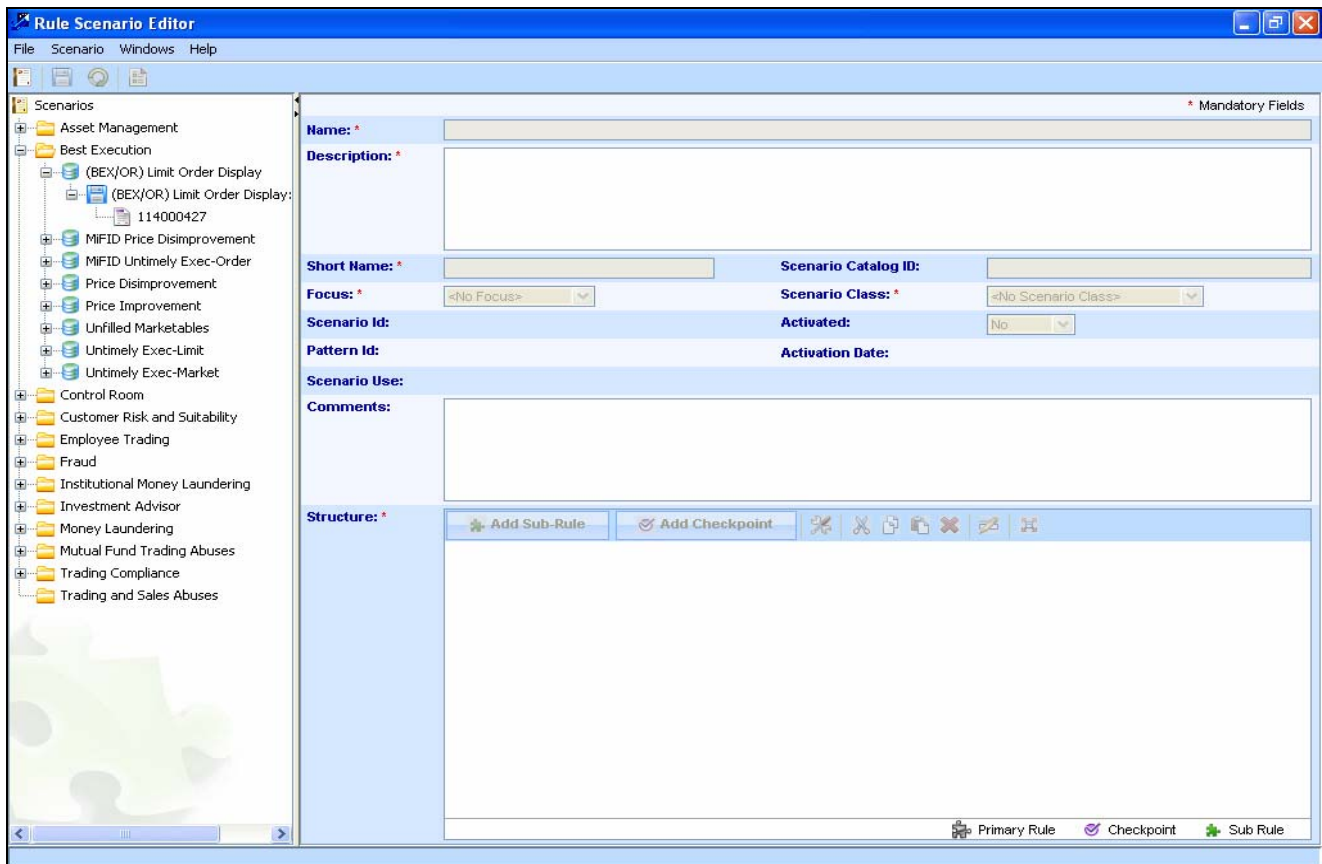 Rule Scenario Editor
File Scenario Windows Help
Scenarios
Asset Management
Best Execution
(BEX/OR) Limit Order Display
(BEX/OR) Limit Order Display:
114000427
MiFID Price Disimprovement
MiFID Untimely Exec-Order
Price Disimprovement
Price Improvement
Unfilled Marketables
Untimely Exec-Limit
Untimely Exec-Market
Control Room
Customer Risk and Suitability
Employee Trading
Fraud
Institutional Money Laundering
Investment Advisor
Money Laundering
Mutual Fund Trading Abuses
Trading Compliance
Trading and Sales Abuses
* Mandatory Fields
Name: *
Description: *
Short Name: * Scenario Catalog ID:
Focus: * <No Focus> Scenario Class: * <No Scenario Class>
Scenario Id: Activated: No
Pattern Id: Activation Date:
Scenario Use:
Comments:
Structure: * Add Sub-Rule Add Checkpoint
Primary Rule Checkpoint Sub Rule